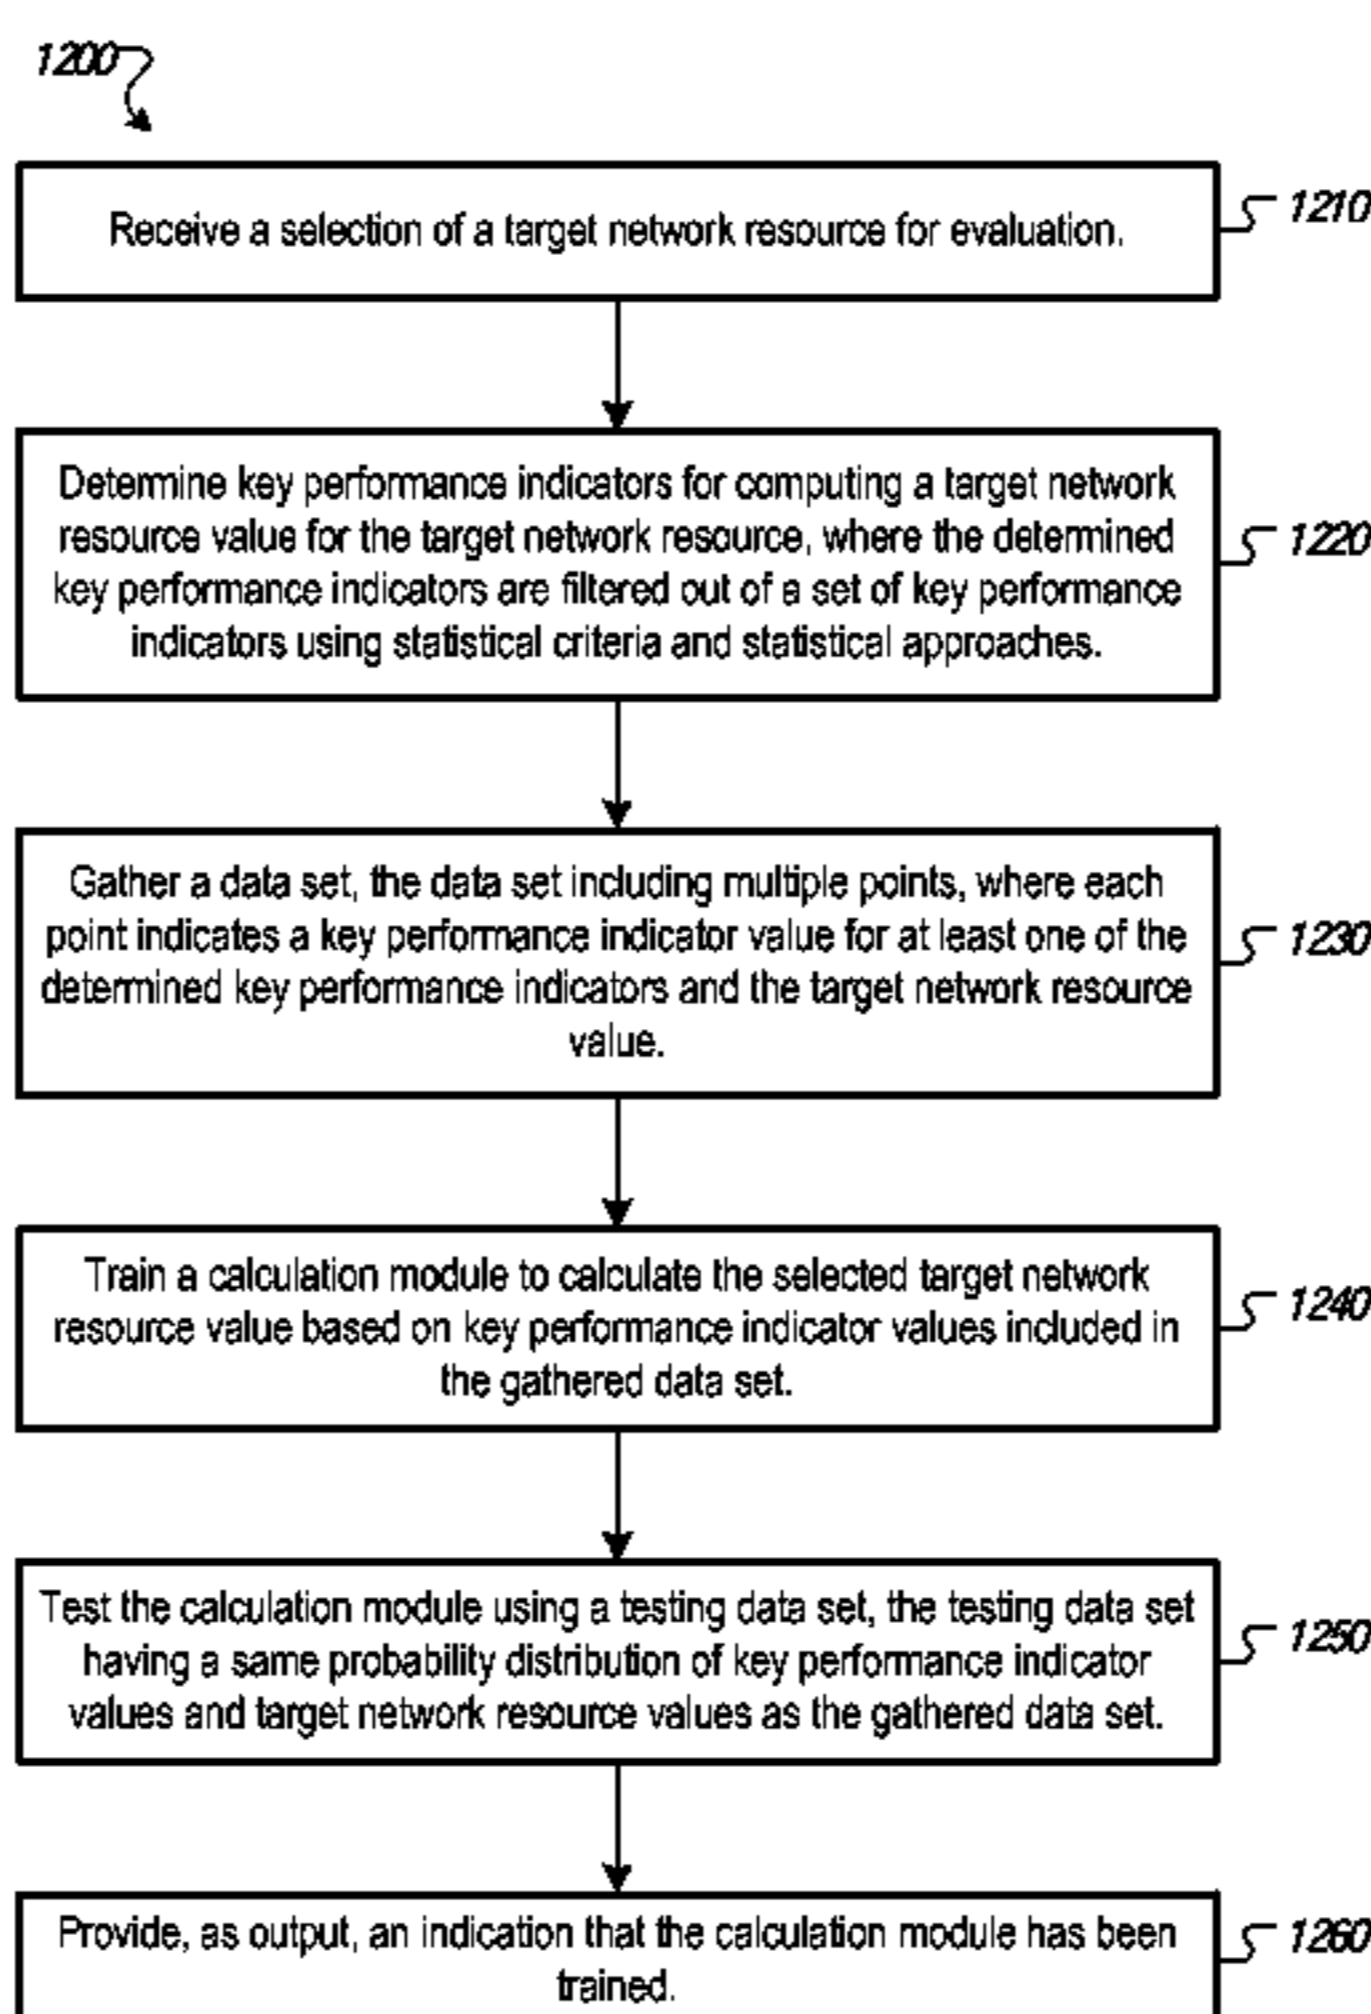 1200
Receive a selection of a target network resource for evaluation.
1210
Determine key performance indicators for computing a target network
resource value for the target network resource, where the determined
key performance indicators are filtered out of a set of key performance
indicators using statistical criteria and statistical approaches.
1220
Gather a data set, the data set including multiple points, where each
point indicates a key performance indicator value for at least one of the
determined key performance indicators and the target network resource
value.
1230
Train a calculation module to calculate the selected target network
resource value based on key performance indicator values included in
the gathered data set.
1240
Test the calculation module using a testing data set, the testing data set
having a same probability distribution of key performance indicator
values and target network resource values as the gathered data set.
1250
Provide, as output, an indication that the calculation module has been
trained.
1260